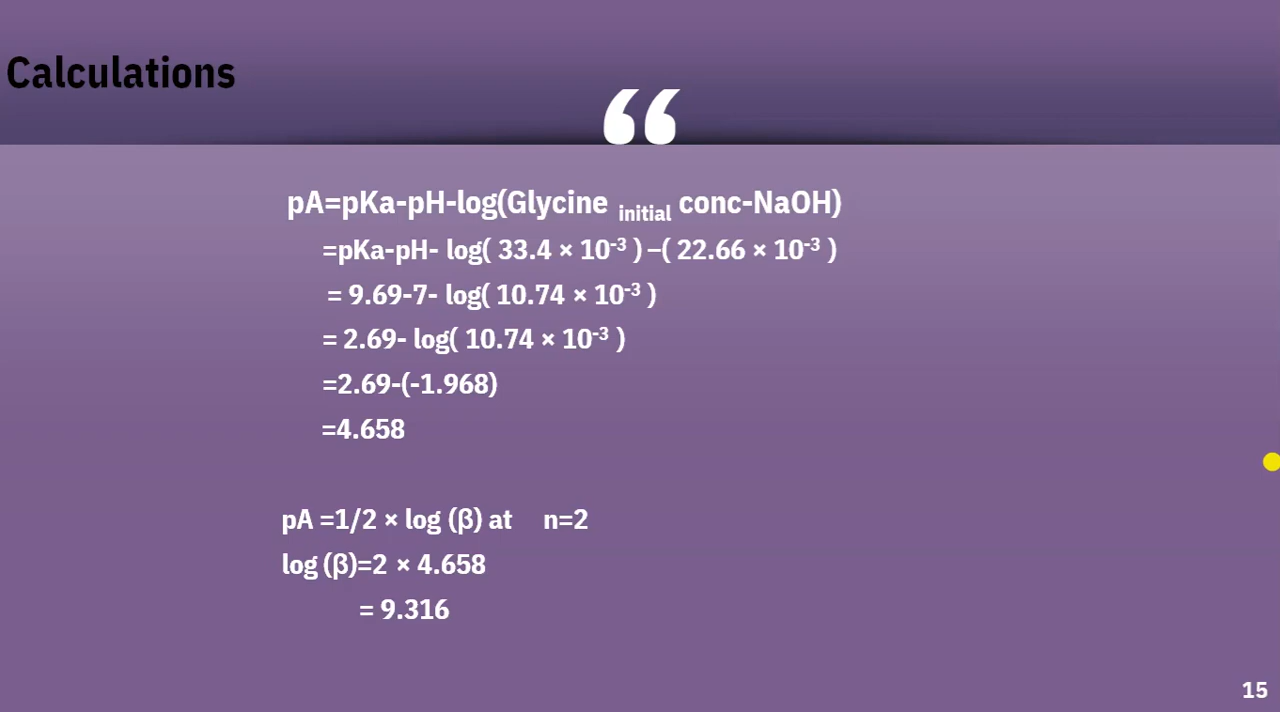 Calculations
“
pA=pKa-pH-log(Glycine initial conc-NaOH)
=pKa-pH- log( 33.4 × 10⁻³ ) –( 22.66 × 10⁻³ )
= 9.69-7- log( 10.74 × 10⁻³ )
= 2.69- log( 10.74 × 10⁻³ )
=2.69-(-1.968)
=4.658
pA =1/2 × log (β) at n=2
log (β)=2 × 4.658
= 9.316
15